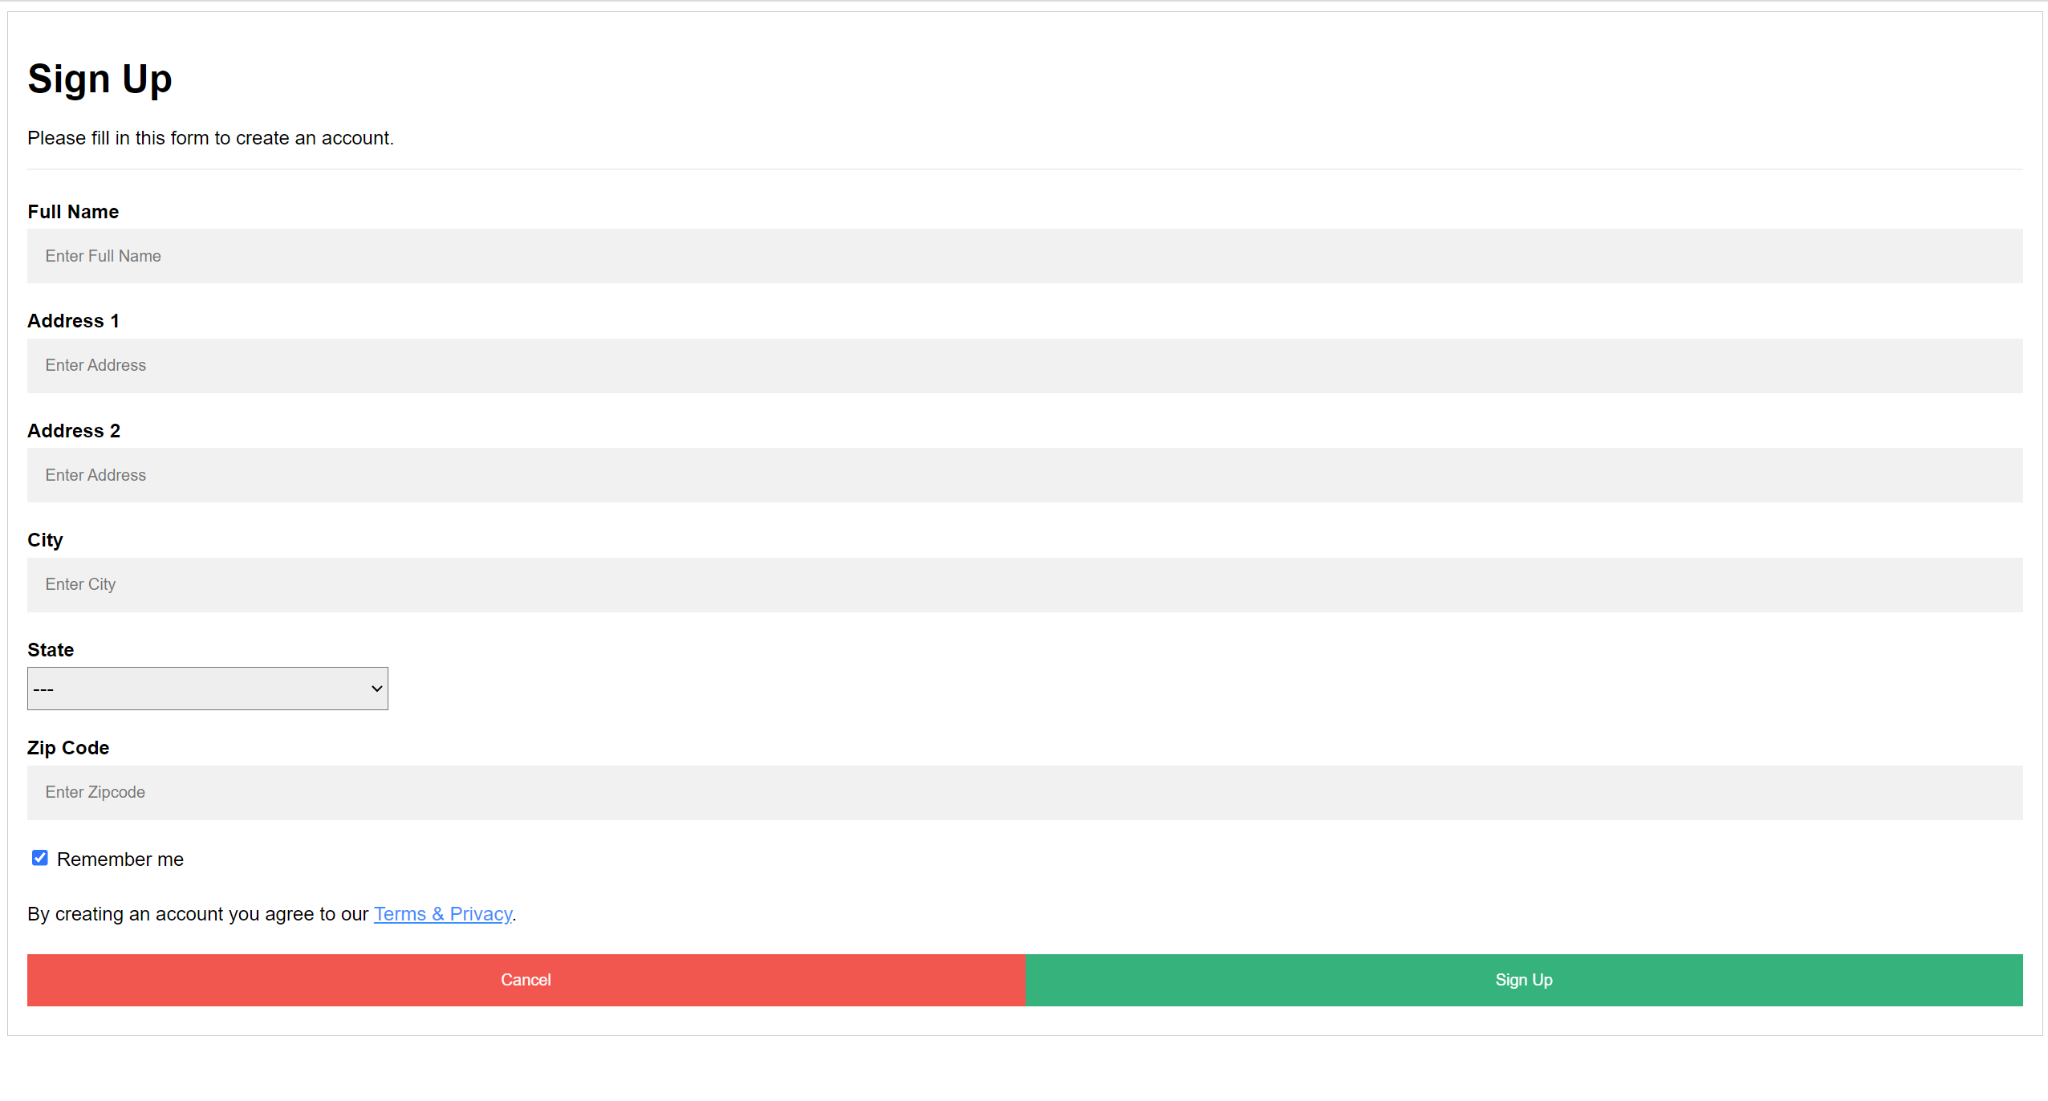 Sign Up
Please fill in this form to create an account.
Full Name
Enter Full Name
Address 1
Enter Address
Address 2
Enter Address
City
Enter City
State
---
Zip Code
Enter Zipcode
Remember me
By creating an account you agree to our Terms & Privacy.
Cancel Sign Up